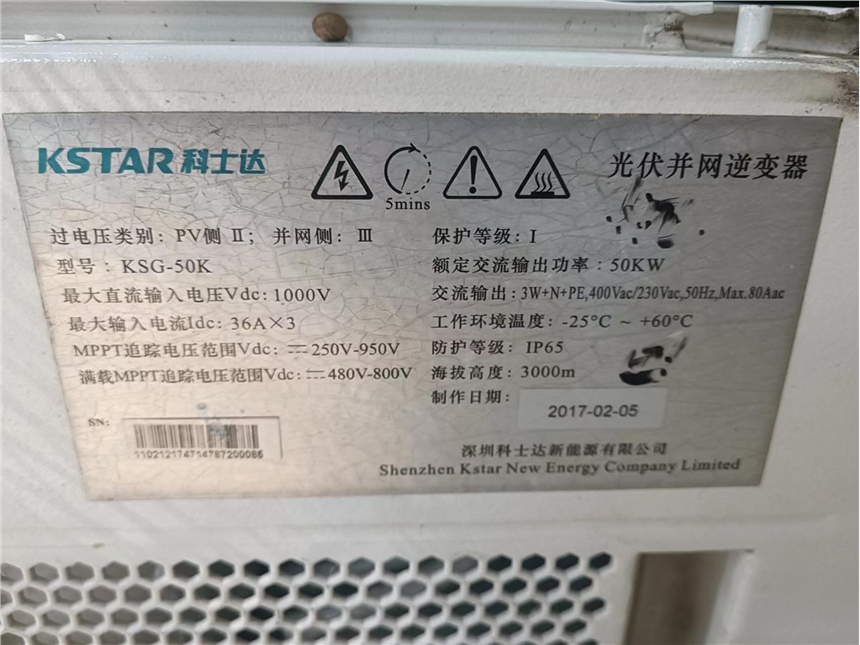 KSTAR 科士达
5mins
光伏并网逆变器
过电压类别：PV侧 II；并网侧：III
型号：KSG-50K
最大直流输入电压Vdc：1000V
最大输入电流Idc：36A×3
MPPT追踪电压范围Vdc：⎓250V-950V
满载MPPT追踪电压范围Vdc：⎓480V-800V
SN:
保护等级：I
额定交流输出功率：50KW
交流输出：3W+N+PE,400Vac/230Vac,50Hz,Max.80Aac
工作环境温度：-25°C ~ +60°C
防护等级：IP65
海拔高度：3000m
制作日期：
2017-02-05
深圳科士达新能源有限公司
Shenzhen Kstar New Energy Company Limited